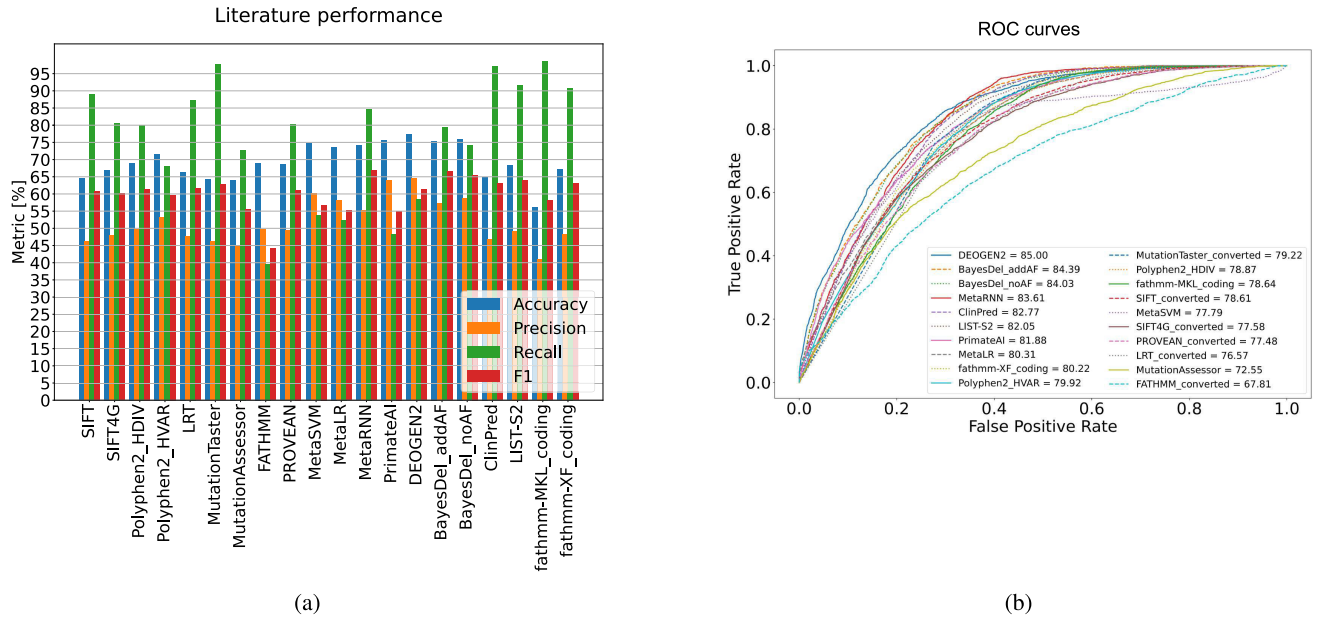 Literature performance
Metric [%]
95
90
85
80
75
70
65
60
55
50
45
40
35
30
25
20
15
10
5
0
Accuracy
Precision
Recall
F1
SIFT
SIFT4G
Polyphen2_HDIV
Polyphen2_HVAR
LRT
MutationTaster
MutationAssessor
FATHMM
PROVEAN
MetaSVM
MetaLR
MetaRNN
PrimateAI
DEOGEN2
BayesDel_addAF
BayesDel_noAF
ClinPred
LIST-S2
fathmm-MKL_coding
fathmm-XF_coding
(a)
ROC curves
True Positive Rate
1.0
0.8
0.6
0.4
0.2
0.0
DEOGEN2 = 85.00
BayesDel_addAF = 84.39
BayesDel_noAF = 84.03
MetaRNN = 83.61
ClinPred = 82.77
LIST-S2 = 82.05
PrimateAI = 81.88
MetaLR = 80.31
fathmm-XF_coding = 80.22
Polyphen2_HVAR = 79.92
MutationTaster_converted = 79.22
Polyphen2_HDIV = 78.87
fathmm-MKL_coding = 78.64
SIFT_converted = 78.61
MetaSVM = 77.79
SIFT4G_converted = 77.58
PROVEAN_converted = 77.48
LRT_converted = 76.57
MutationAssessor = 72.55
FATHMM_converted = 67.81
0.0 0.2 0.4 0.6 0.8 1.0
False Positive Rate
(b)